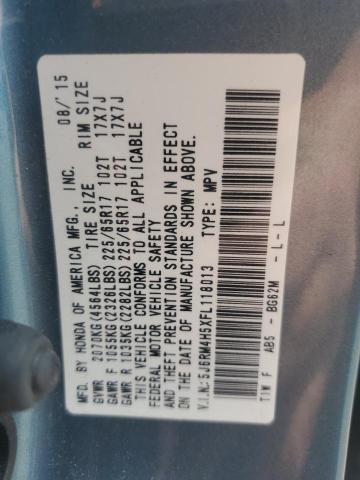 MFD. BY HONDA OF AMERICA MFG., INC. 08/'15
GVWR 2070KG(4564LBS) TIRE SIZE RIM SIZE
GAWR F 1055KG(2326LBS) 225/65R17 102T 17X7J
GAWR R 1035KG(2282LBS) 225/65R17 102T 17X7J
THIS VEHICLE CONFORMS TO ALL APPLICABLE
FEDERAL MOTOR VEHICLE SAFETY AND
THEFT PREVENTION STANDARDS IN EFFECT
ON THE DATE OF MANUFACTURE SHOWN ABOVE.
V.I.N.:5J6RM4H5XFL118013 TYPE: MPV
TIW F ABS - BG62M - L - L